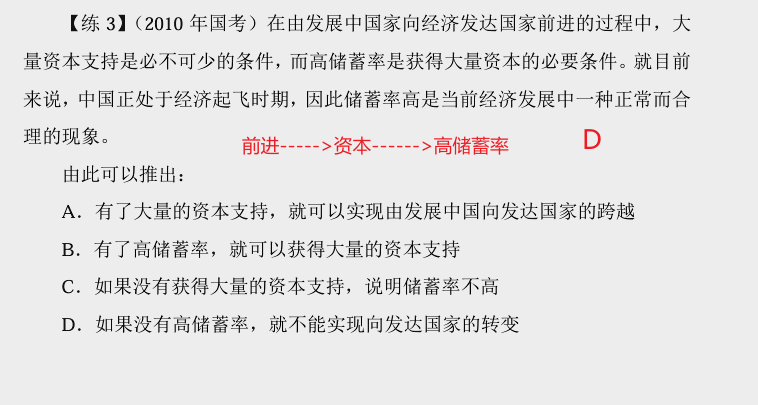 【练 3】(2010 年国考）在由发展中国家向经济发达国家前进的过程中，大
量资本支持是必不可少的条件，而高储蓄率是获得大量资本的必要条件。就目前
来说，中国正处于经济起飞时期，因此储蓄率高是当前经济发展中一种正常而合
理的现象。
前进----->资本------>高储蓄率 D
由此可以推出：
A．有了大量的资本支持，就可以实现由发展中国向发达国家的跨越
B．有了高储蓄率，就可以获得大量的资本支持
C．如果没有获得大量的资本支持，说明储蓄率不高
D．如果没有高储蓄率，就不能实现向发达国家的转变